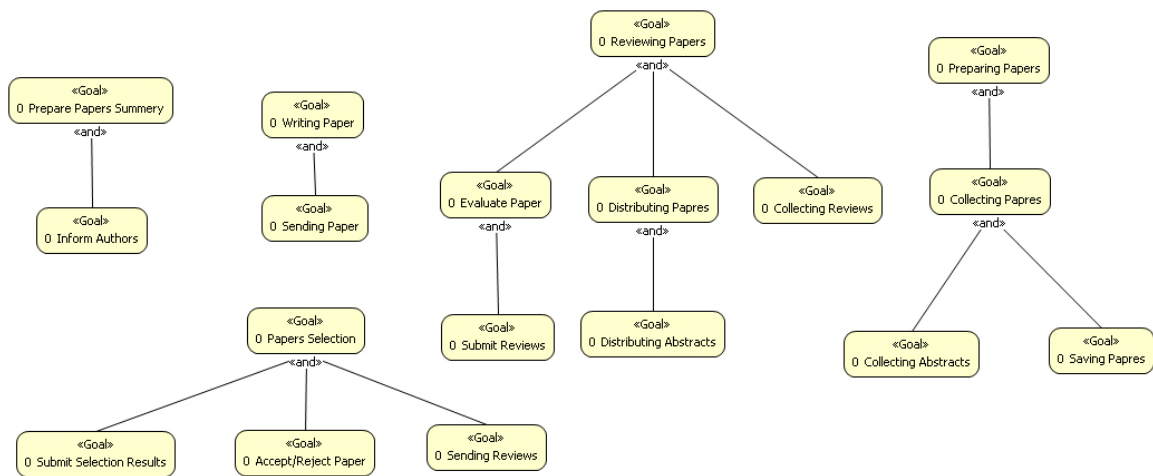 «Goal»
0 Reviewing Papers
«and»
«Goal»
0 Preparing Papers
«and»
«Goal»
0 Prepare Papers Summery
«and»
«Goal»
0 Writing Paper
«and»
«Goal»
0 Evaluate Paper
«and»
«Goal»
0 Distributing Papres
«and»
«Goal»
0 Collecting Reviews
«Goal»
0 Collecting Papres
«and»
«Goal»
0 Inform Authors
«Goal»
0 Sending Paper
«Goal»
0 Papers Selection
«and»
«Goal»
0 Submit Reviews
«Goal»
0 Distributing Abstracts
«Goal»
0 Collecting Abstracts
«Goal»
0 Saving Papres
«Goal»
0 Submit Selection Results
«Goal»
0 Accept/Reject Paper
«Goal»
0 Sending Reviews